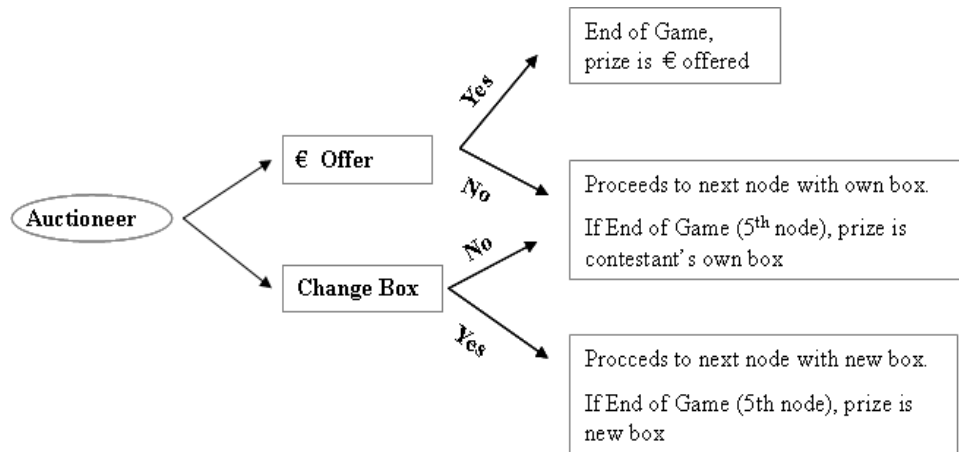 End of Game,
prize is € offered
Yes
€ Offer
No
Proceeds to next node with own box.
If End of Game (5th node), prize is
contestant's own box
Auctioneer
No
Change Box
Yes
Procceds to next node with new box.
If End of Game (5th node), prize is
new box